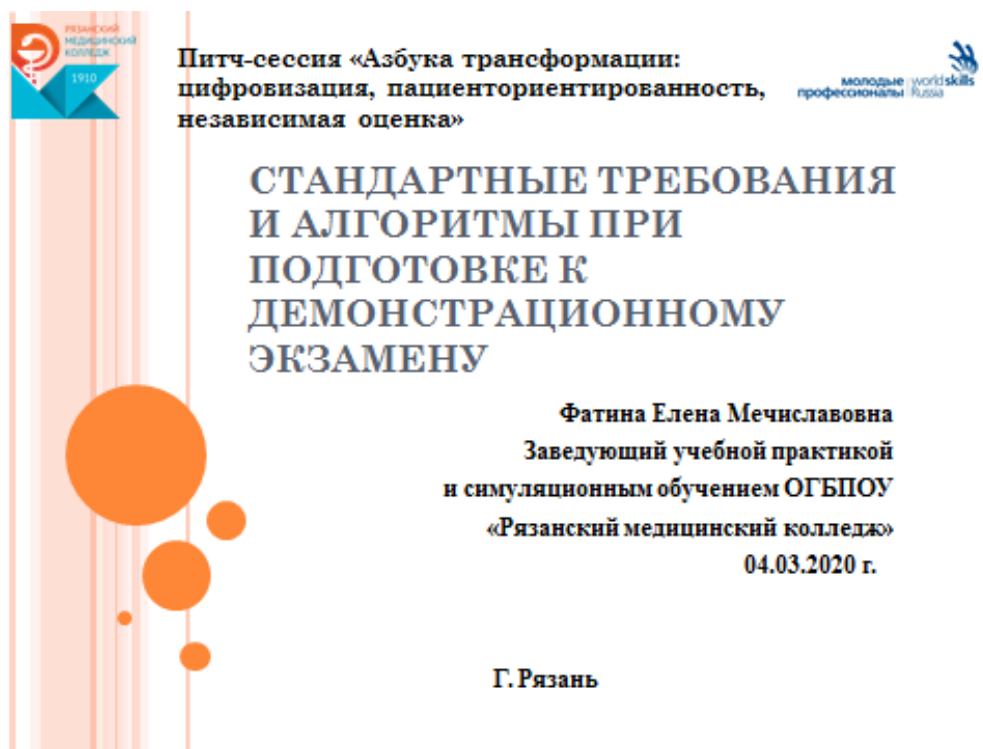 РЯЗАНСКИЙ
МЕДИЦИНСКИЙ
КОЛЛЕДЖ
1910
Питч-сессия «Азбука трансформации:
цифровизация, пациенториентированность,
независимая оценка»
молодые
профессионалы
worldskills
Russia
СТАНДАРТНЫЕ ТРЕБОВАНИЯ
И АЛГОРИТМЫ ПРИ
ПОДГОТОВКЕ К
ДЕМОНСТРАЦИОННОМУ
ЭКЗАМЕНУ
Фатина Елена Мечиславовна
Заведующий учебной практикой
и симуляционным обучением ОГБПОУ
«Рязанский медицинский колледж»
04.03.2020 г.
Г. Рязань